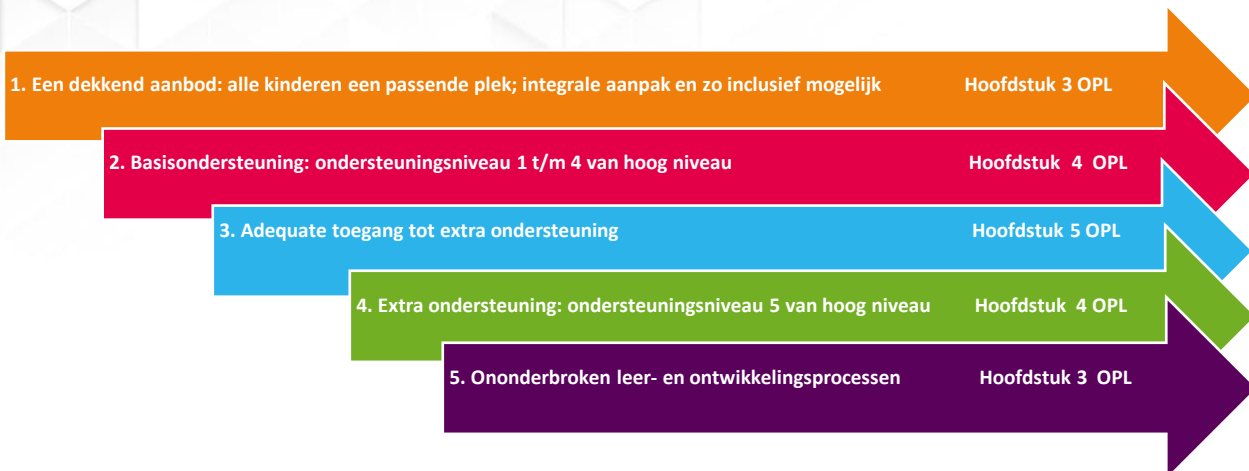 1. Een dekkend aanbod: alle kinderen een passende plek; integrale aanpak en zo inclusief mogelijk Hoofdstuk 3 OPL
2. Basisondersteuning: ondersteuningsniveau 1 t/m 4 van hoog niveau Hoofdstuk 4 OPL
3. Adequate toegang tot extra ondersteuning Hoofdstuk 5 OPL
4. Extra ondersteuning: ondersteuningsniveau 5 van hoog niveau Hoofdstuk 4 OPL
5. Ononderbroken leer- en ontwikkelingsprocessen Hoofdstuk 3 OPL